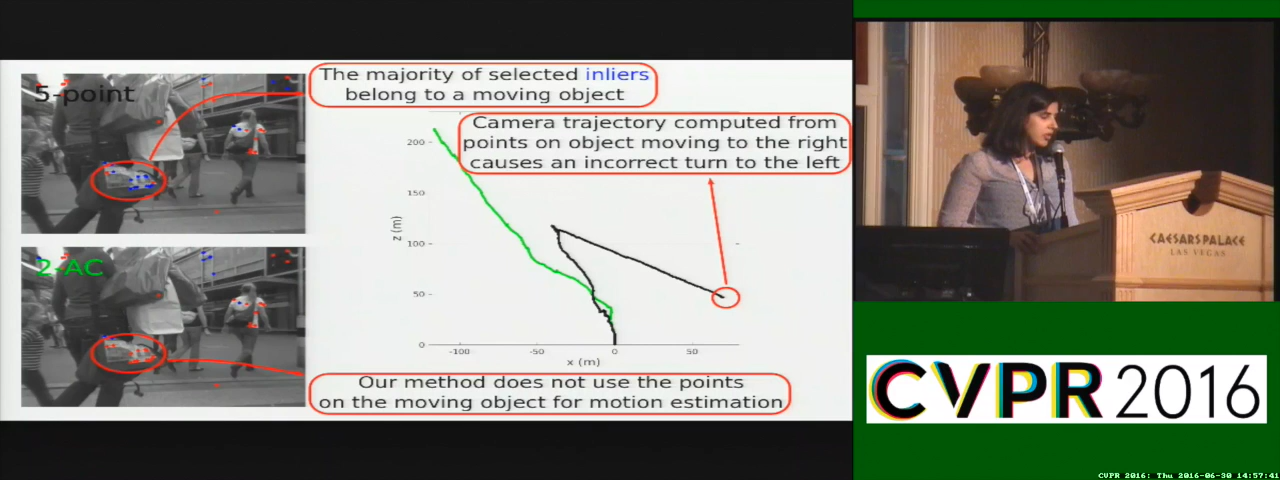 5-point
The majority of selected inliers
belong to a moving object
Camera trajectory computed from
points on object moving to the right
causes an incorrect turn to the left
200
150
100
50
0
z (m)
-100
-50
0
50
x (m)
2-AC
Our method does not use the points
on the moving object for motion estimation
CAESARS PALACE
LAS VEGAS
CVPR 2016
CVPR 2016: Thu 2016-06-30 14:57:41